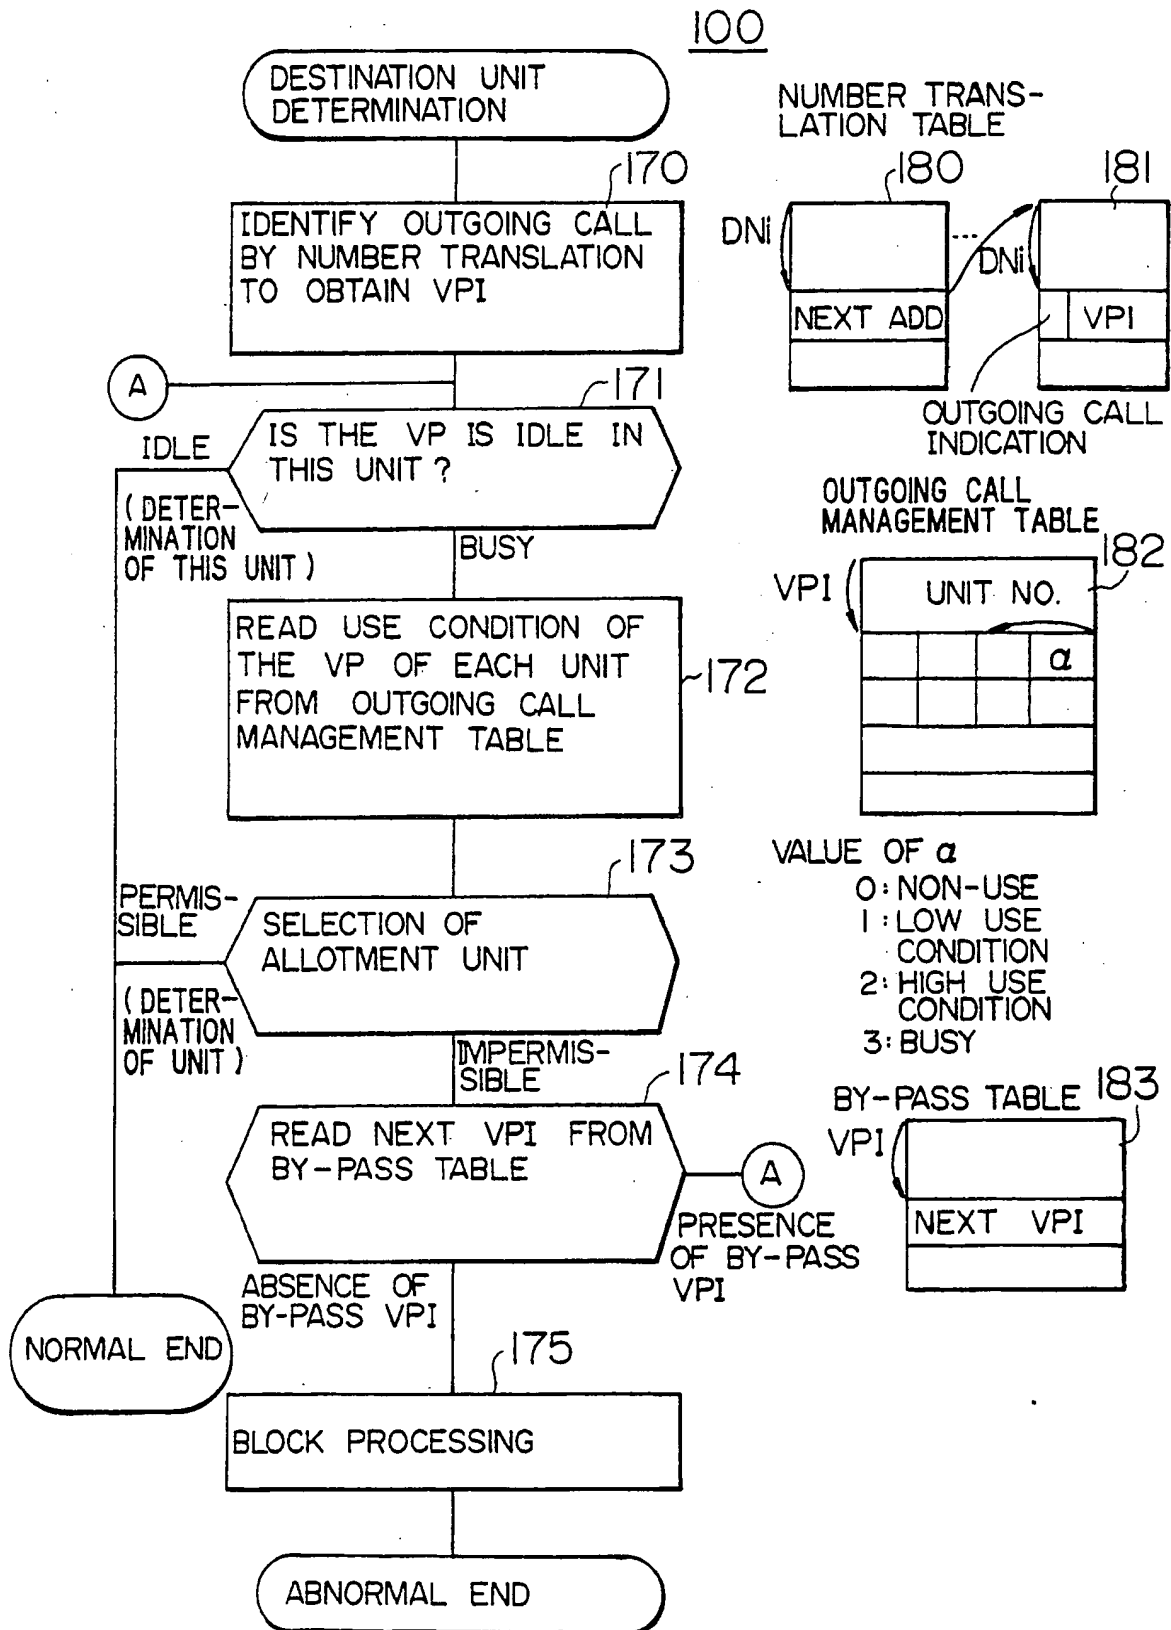 100
DESTINATION UNIT
DETERMINATION
170
IDENTIFY OUTGOING CALL
BY NUMBER TRANSLATION
TO OBTAIN VPI
A
171
IS THE VP IS IDLE IN
THIS UNIT ?
IDLE
(DETER-
MINATION
OF THIS UNIT)
BUSY
READ USE CONDITION OF
THE VP OF EACH UNIT
FROM OUTGOING CALL
MANAGEMENT TABLE
172
173
PERMIS-
SIBLE
SELECTION OF
ALLOTMENT UNIT
(DETER-
MINATION
OF UNIT)
IMPERMIS-
SIBLE
174
READ NEXT VPI FROM
BY-PASS TABLE
A
PRESENCE
OF BY-PASS
VPI
ABSENCE OF
BY-PASS VPI
NORMAL END
175
BLOCK PROCESSING
ABNORMAL END
NUMBER TRANS-
LATION TABLE
180
181
DNi
...
DNi
NEXT ADD
VPI
OUTGOING CALL
INDICATION
OUTGOING CALL
MANAGEMENT TABLE
182
VPI
UNIT NO.
α
VALUE OF α
0: NON-USE
1: LOW USE
CONDITION
2: HIGH USE
CONDITION
3: BUSY
BY-PASS TABLE
183
VPI
NEXT VPI